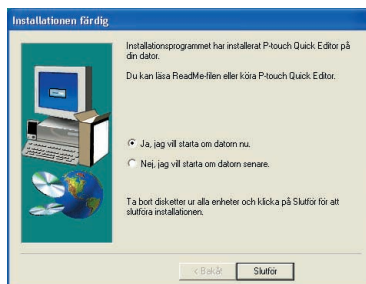 Installationen färdig
Installationsprogrammet har installerat P-touch Quick Editor på
din dator.
Du kan läsa ReadMe-filen eller köra P-touch Quick Editor.
Ja, jag vill starta om datorn nu.
Nej, jag vill starta om datorn senare.
Ta bort disketter ur alla enheter och klicka på Slutför för att
slutföra installationen.
< Bakåt
Slutför